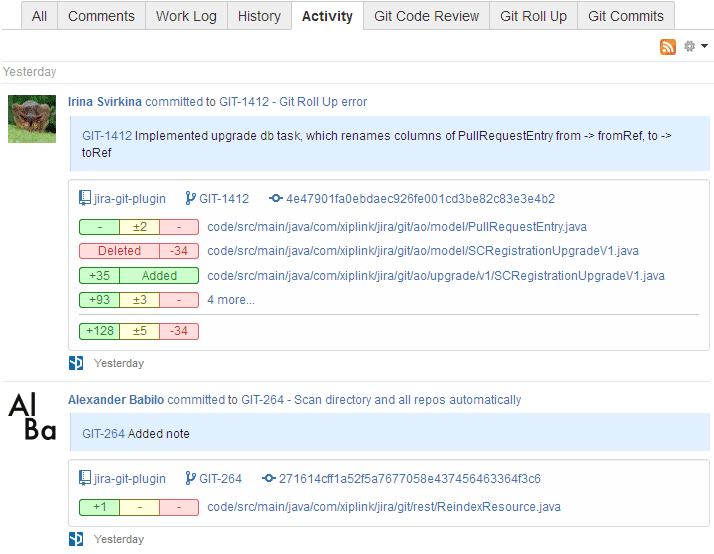 All Comments Work Log History Activity Git Code Review Git Roll Up Git Commits
Yesterday
Irina Svirkina committed to GIT-1412 - Git Roll Up error
GIT-1412 Implemented upgrade db task, which renames columns of PullRequestEntry from -> fromRef, to ->
toRef
jira-git-plugin GIT-1412 4e47901fa0ebdaec926fe001cd3be82c83e3e4b2
- ±2 - code/src/main/java/com/xiplink/jira/git/ao/model/PullRequestEntry.java
Deleted -34 code/src/main/java/com/xiplink/jira/git/ao/model/SCRegistrationUpgradeV1.java
+35 Added code/src/main/java/com/xiplink/jira/git/ao/upgrade/v1/SCRegistrationUpgradeV1.java
+93 ±3 - 4 more...
+128 ±5 -34
Yesterday
Al
Ba
Alexander Babilo committed to GIT-264 - Scan directory and all repos automatically
GIT-264 Added note
jira-git-plugin GIT-264 271614cff1a52f5a7677058e437456463364f3c6
+1 - - code/src/main/java/com/xiplink/jira/git/rest/ReindexResource.java
Yesterday